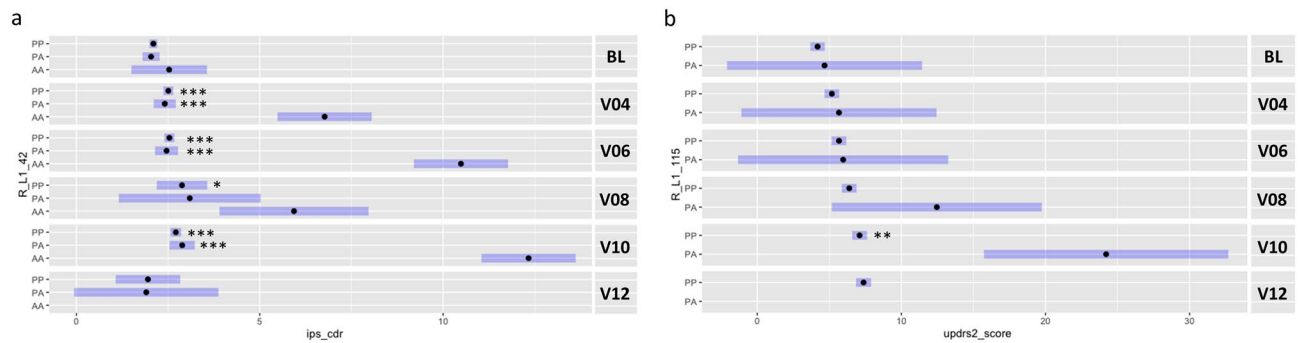 a
R_L1_42
PP
PA
AA
BL
PP ***
PA ***
AA
V04
PP ***
PA ***
AA
V06
PP *
PA
AA
V08
PP ***
PA ***
AA
V10
PP
PA
AA
V12
0 5 10
ips_cdr
b
R_L1_115
PP
PA
BL
PP
PA
V04
PP
PA
V06
PP
PA
V08
PP **
PA
V10
PP
PA
V12
0 10 20 30
updrs2_score